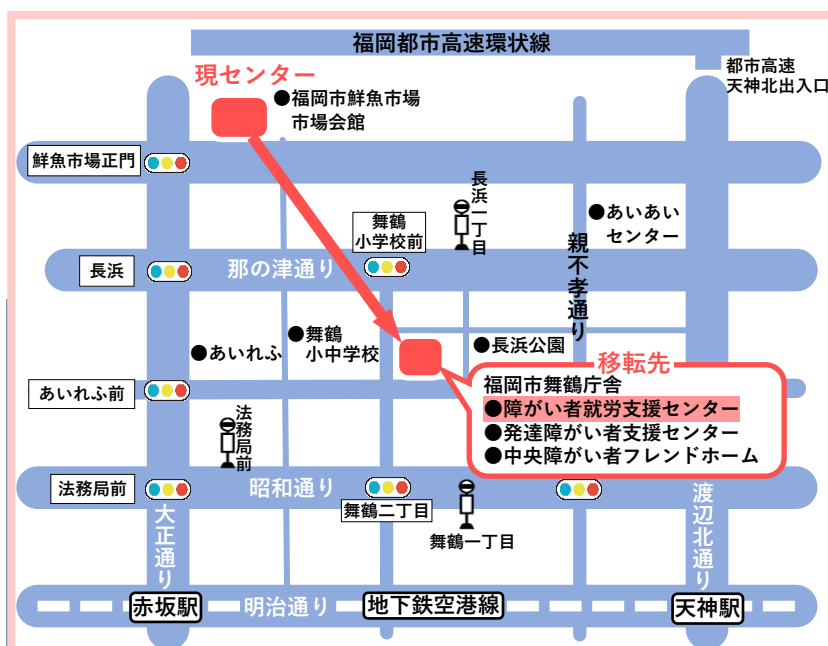 福岡都市高速環状線
現センター
都市高速
天神北出入口
●福岡市鮮魚市場
市場会館
鮮魚市場正門
長浜一丁目
舞鶴
小学校前
●あいあい
センター
長浜
那の津通り
親不孝通り
●あいれふ
●舞鶴
小中学校
●長浜公園
移転先
福岡市舞鶴庁舎
●障がい者就労支援センター
●発達障がい者支援センター
●中央障がい者フレンドホーム
あいれふ前
法務局前
法務局前
昭和通り
舞鶴二丁目
舞鶴一丁目
大正通り
渡辺北通り
赤坂駅
明治通り
地下鉄空港線
天神駅